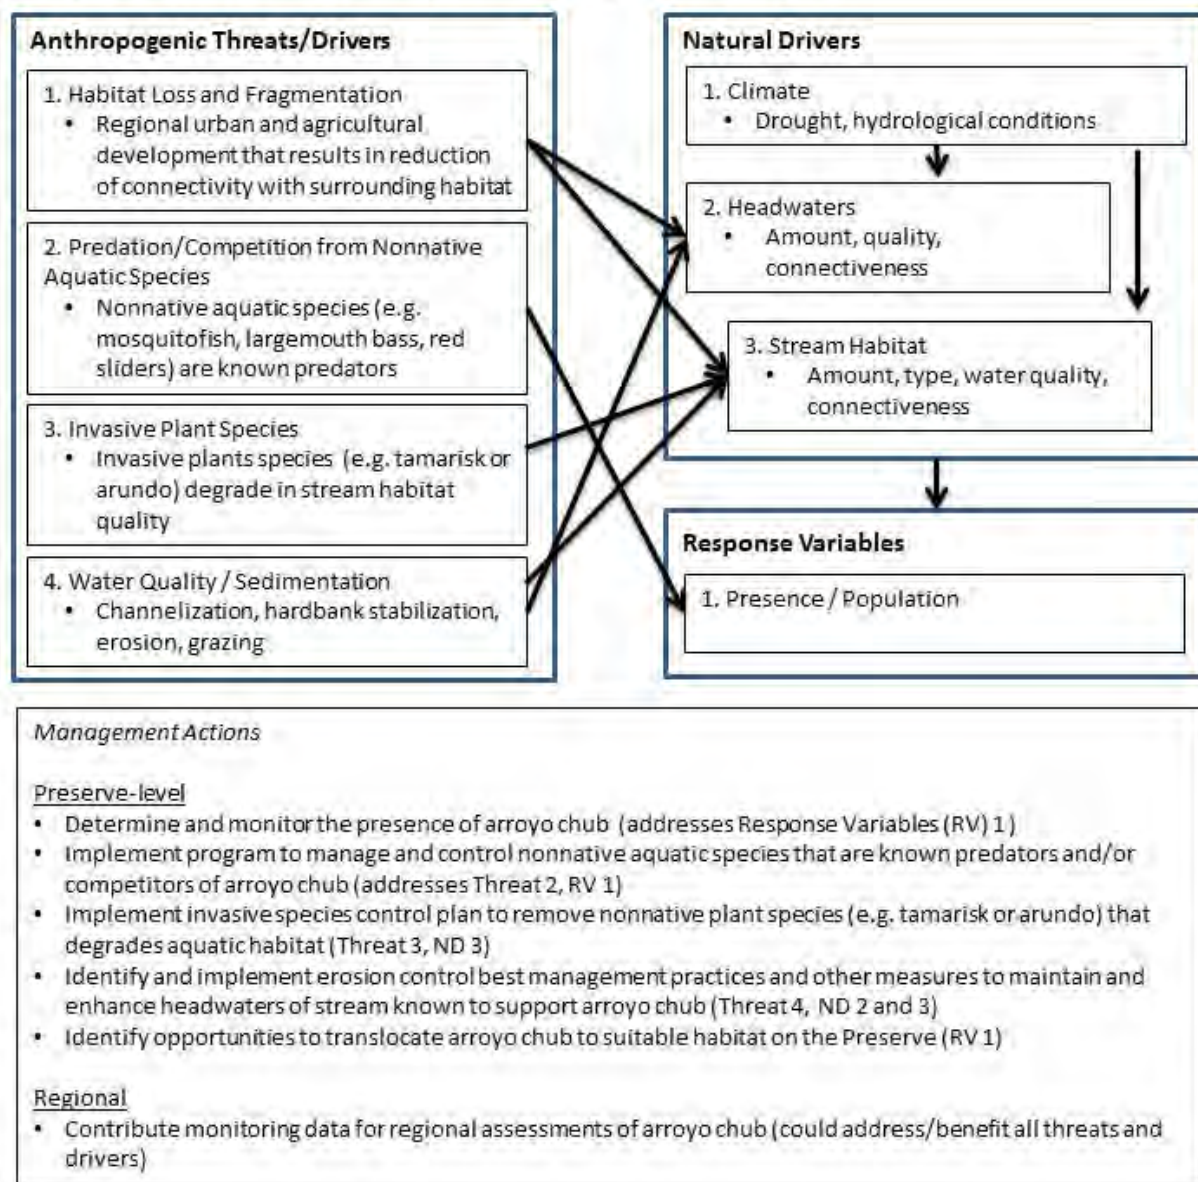 Anthropogenic Threats/Drivers
1. Habitat Loss and Fragmentation
• Regional urban and agricultural
development that results in reduction
of connectivity with surrounding habitat
2. Predation/Competition from Nonnative
Aquatic Species
• Nonnative aquatic species (e.g.
mosquitofish, largemouth bass, red
sliders) are known predators
3. Invasive Plant Species
• Invasive plants species (e.g. tamarisk or
arundo) degrade in stream habitat
quality
4. Water Quality / Sedimentation
• Channelization, hardbank stabilization,
erosion, grazing
Natural Drivers
1. Climate
• Drought, hydrological conditions
2. Headwaters
• Amount, quality,
connectiveness
3. Stream Habitat
• Amount, type, water quality,
connectiveness
Response Variables
1. Presence / Population
Management Actions
Preserve-level
• Determine and monitor the presence of arroyo chub (addresses Response Variables (RV) 1)
• Implement program to manage and control nonnative aquatic species that are known predators and/or
competitors of arroyo chub (addresses Threat 2, RV 1)
• Implement invasive species control plan to remove nonnative plant species (e.g. tamarisk or arundo) that
degrades aquatic habitat (Threat 3, ND 3)
• Identify and implement erosion control best management practices and other measures to maintain and
enhance headwaters of stream known to support arroyo chub (Threat 4, ND 2 and 3)
• Identify opportunities to translocate arroyo chub to suitable habitat on the Preserve (RV 1)
Regional
• Contribute monitoring data for regional assessments of arroyo chub (could address/benefit all threats and
drivers)